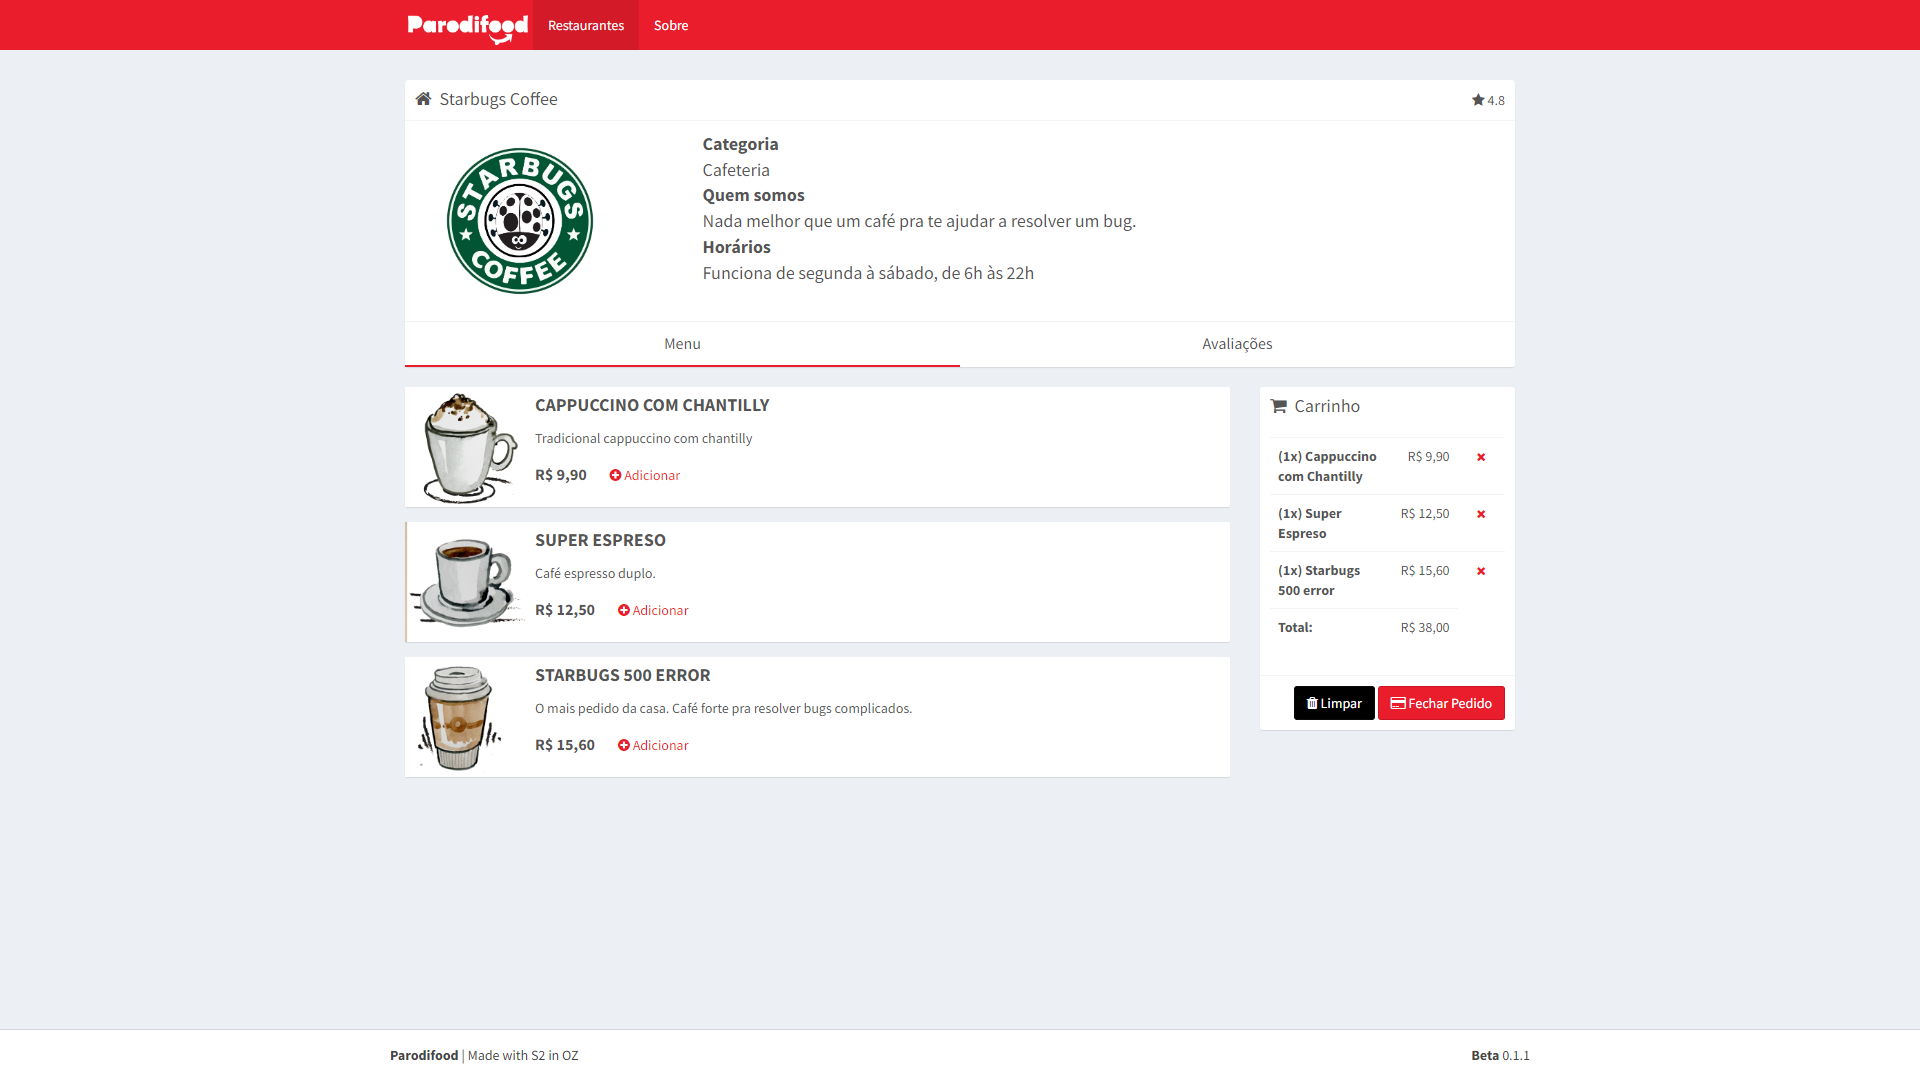 Parodifood
Restaurantes
Sobre
Starbugs Coffee
4.8
STARBUGS
COFFEE
Categoria
Cafeteria
Quem somos
Nada melhor que um café pra te ajudar a resolver um bug.
Horários
Funciona de segunda à sábado, de 6h às 22h
Menu
Avaliações
CAPPUCCINO COM CHANTILLY
Tradicional cappuccino com chantilly
R$ 9,90 Adicionar
SUPER ESPRESO
Café espresso duplo.
R$ 12,50 Adicionar
STARBUGS 500 ERROR
O mais pedido da casa. Café forte pra resolver bugs complicados.
R$ 15,60 Adicionar
Carrinho
(1x) Cappuccino R$ 9,90
com Chantilly
(1x) Super R$ 12,50
Espreso
(1x) Starbugs R$ 15,60
500 error
Total: R$ 38,00
Limpar
Fechar Pedido
Parodifood | Made with S2 in OZ
Beta 0.1.1